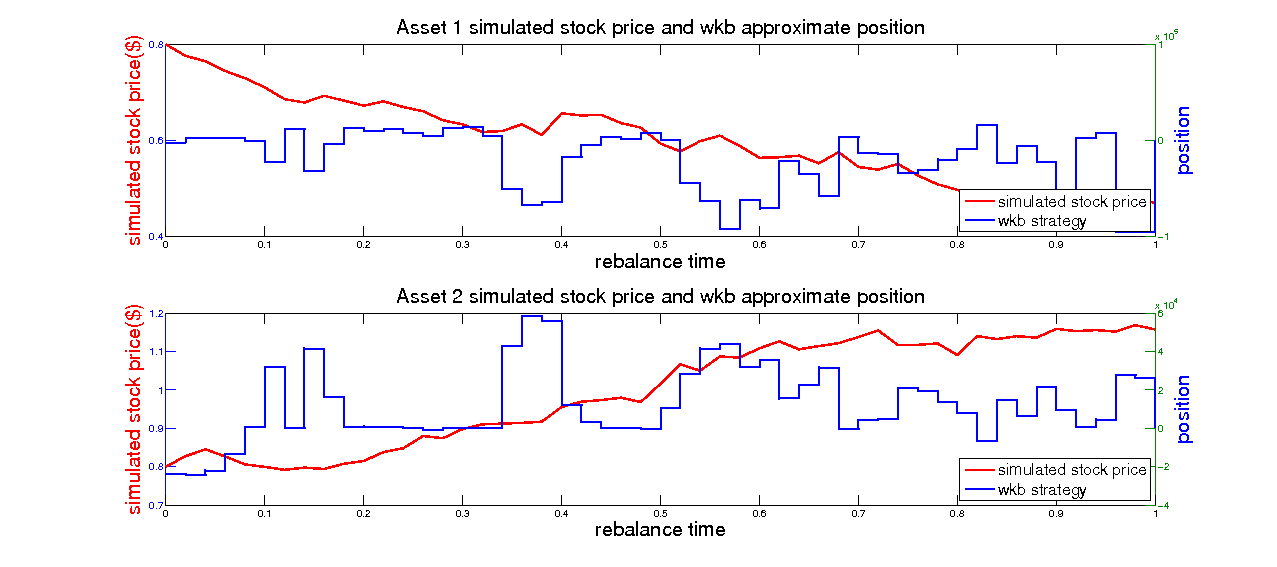 Asset 1 simulated stock price and wkb approximate position
x 10^5
simulated stock price($)
0.8
0.6
0.4
1
0
-1
position
simulated stock price
wkb strategy
0 0.1 0.2 0.3 0.4 0.5 0.6 0.7 0.8 0.9 1
rebalance time
Asset 2 simulated stock price and wkb approximate position
x 10^4
simulated stock price($)
1.2
1.1
1
0.9
0.8
0.7
6
4
2
0
-2
-4
position
simulated stock price
wkb strategy
0 0.1 0.2 0.3 0.4 0.5 0.6 0.7 0.8 0.9 1
rebalance time